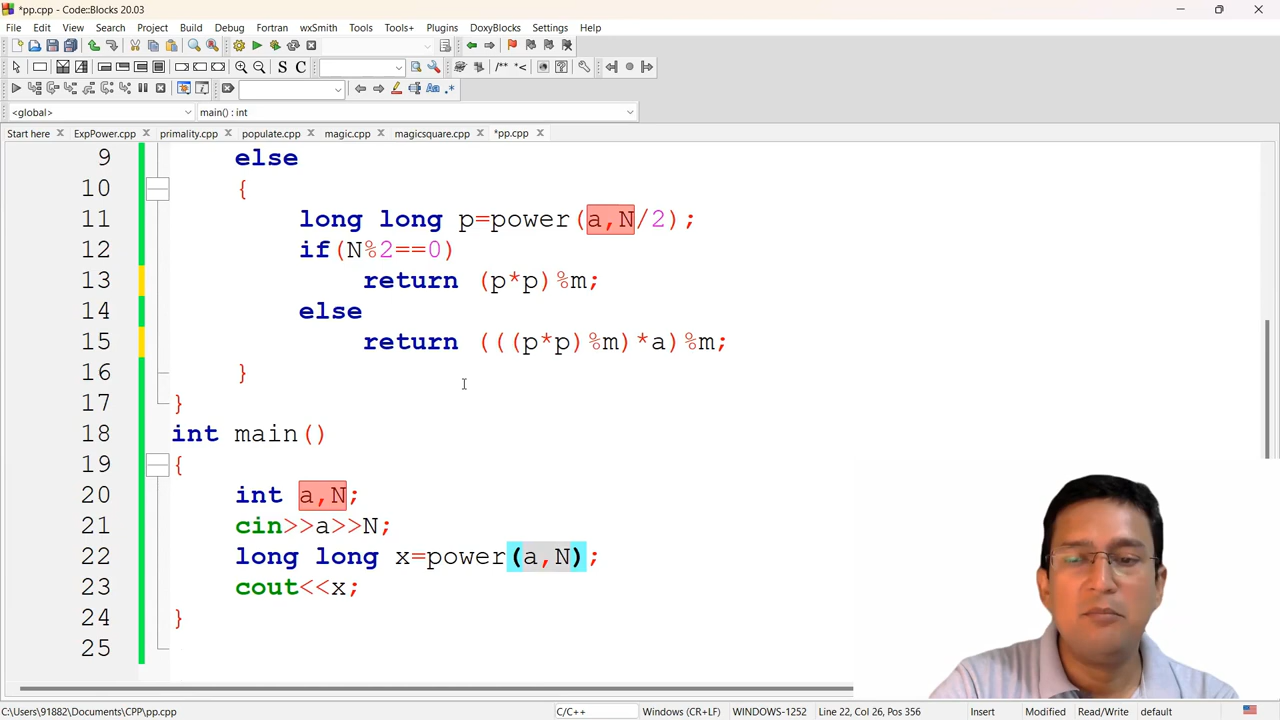 *pp.cpp - Code::Blocks 20.03
File Edit View Search Project Build Debug Fortran wxSmith Tools Tools+ Plugins DoxyBlocks Settings Help
S C
/** *<
Aa .*
<global> main() : int
Start here ExpPower.cpp primality.cpp populate.cpp magic.cpp magicsquare.cpp *pp.cpp
9 else
10 {
11 long long p=power(a,N/2);
12 if(N%2==0)
13 return (p*p)%m;
14 else
15 return (((p*p)%m)*a)%m;
16 }
17 }
18 int main()
19 {
20 int a,N;
21 cin>>a>>N;
22 long long x=power(a,N);
23 cout<<x;
24 }
25
C:\Users\91882\Documents\CPP\pp.cpp C/C++ Windows (CR+LF) WINDOWS-1252 Line 22, Col 26, Pos 356 Insert Modified Read/Write default